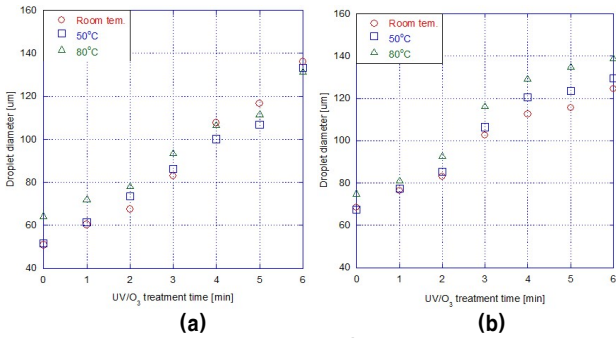 160
140
120
100
80
60
40
Droplet diameter [um]
Room tem.
50°C
80°C
0 1 2 3 4 5 6
UV/O3 treatment time [min]
(a)
160
140
120
100
80
60
40
Droplet diameter [um]
Room tem.
50°C
80°C
0 1 2 3 4 5 6
UV/O3 treatment time [min]
(b)